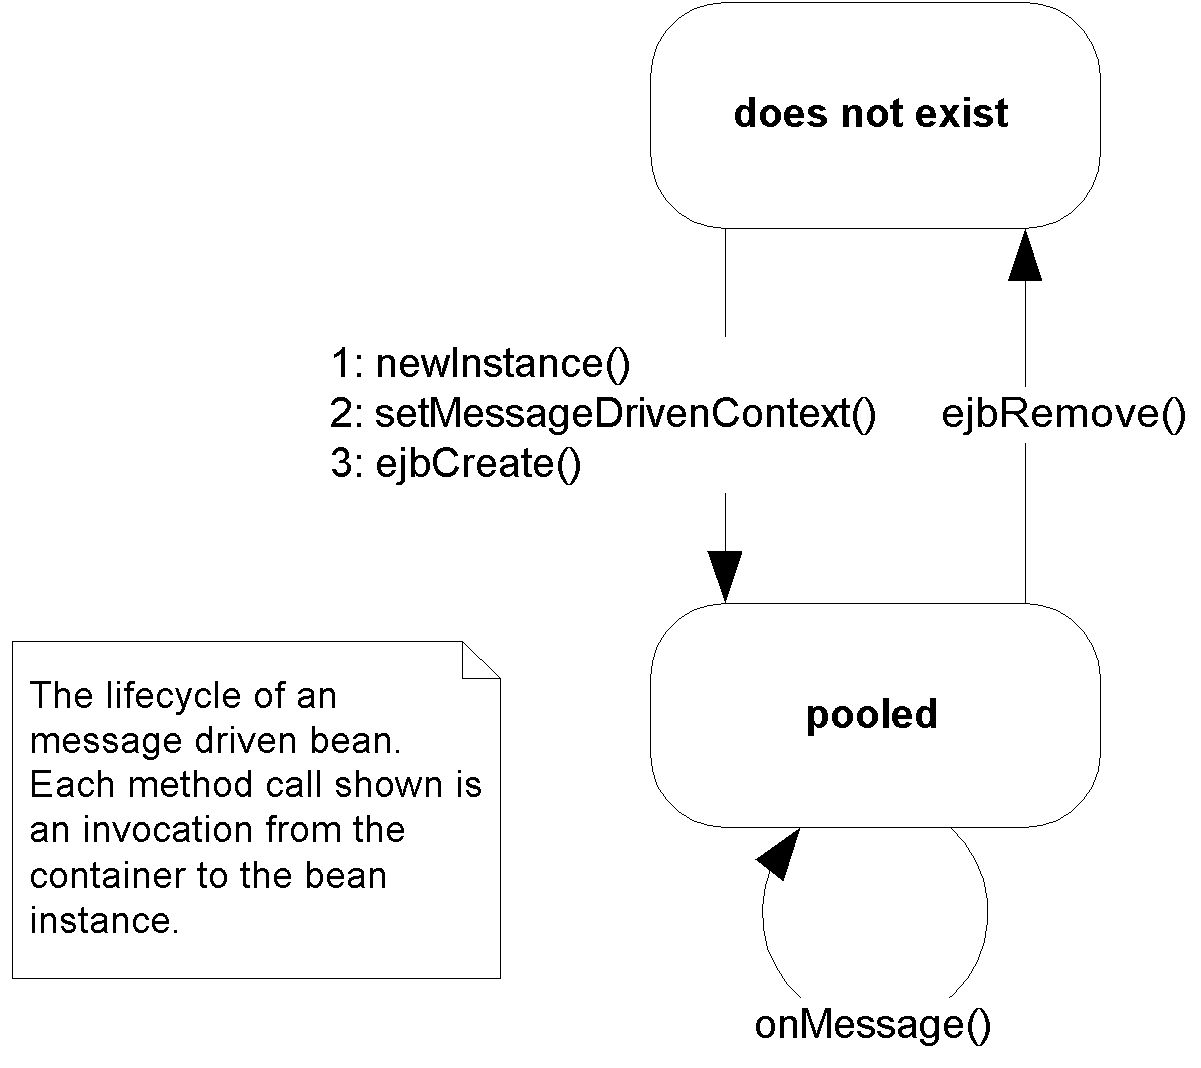 does not exist
1: newInstance()
2: setMessageDrivenContext()
3: ejbCreate()
ejbRemove()
pooled
The lifecycle of an
message driven bean.
Each method call shown is
an invocation from the
container to the bean
instance.
onMessage()